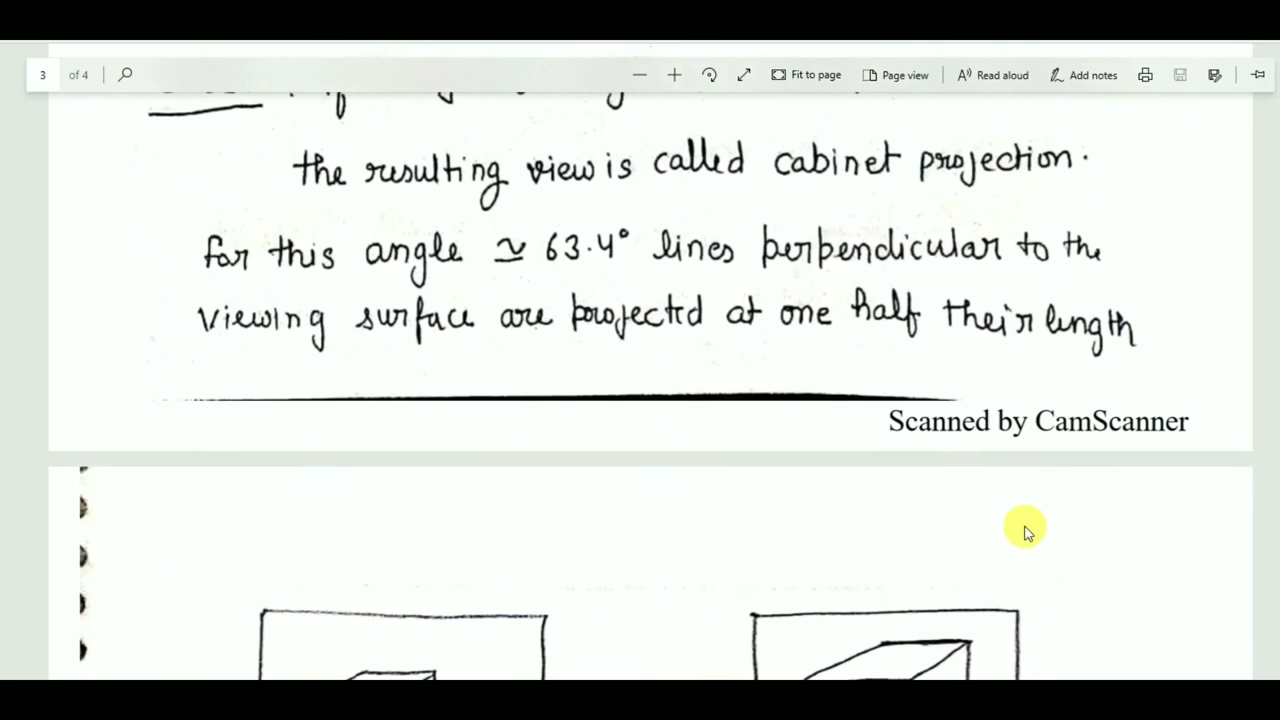 3 of 4 Fit to page Page view Read aloud Add notes
the resulting view is called cabinet projection.
for this angle ≃ 63.4° lines perpendicular to the
viewing surface are projected at one half their length
Scanned by CamScanner